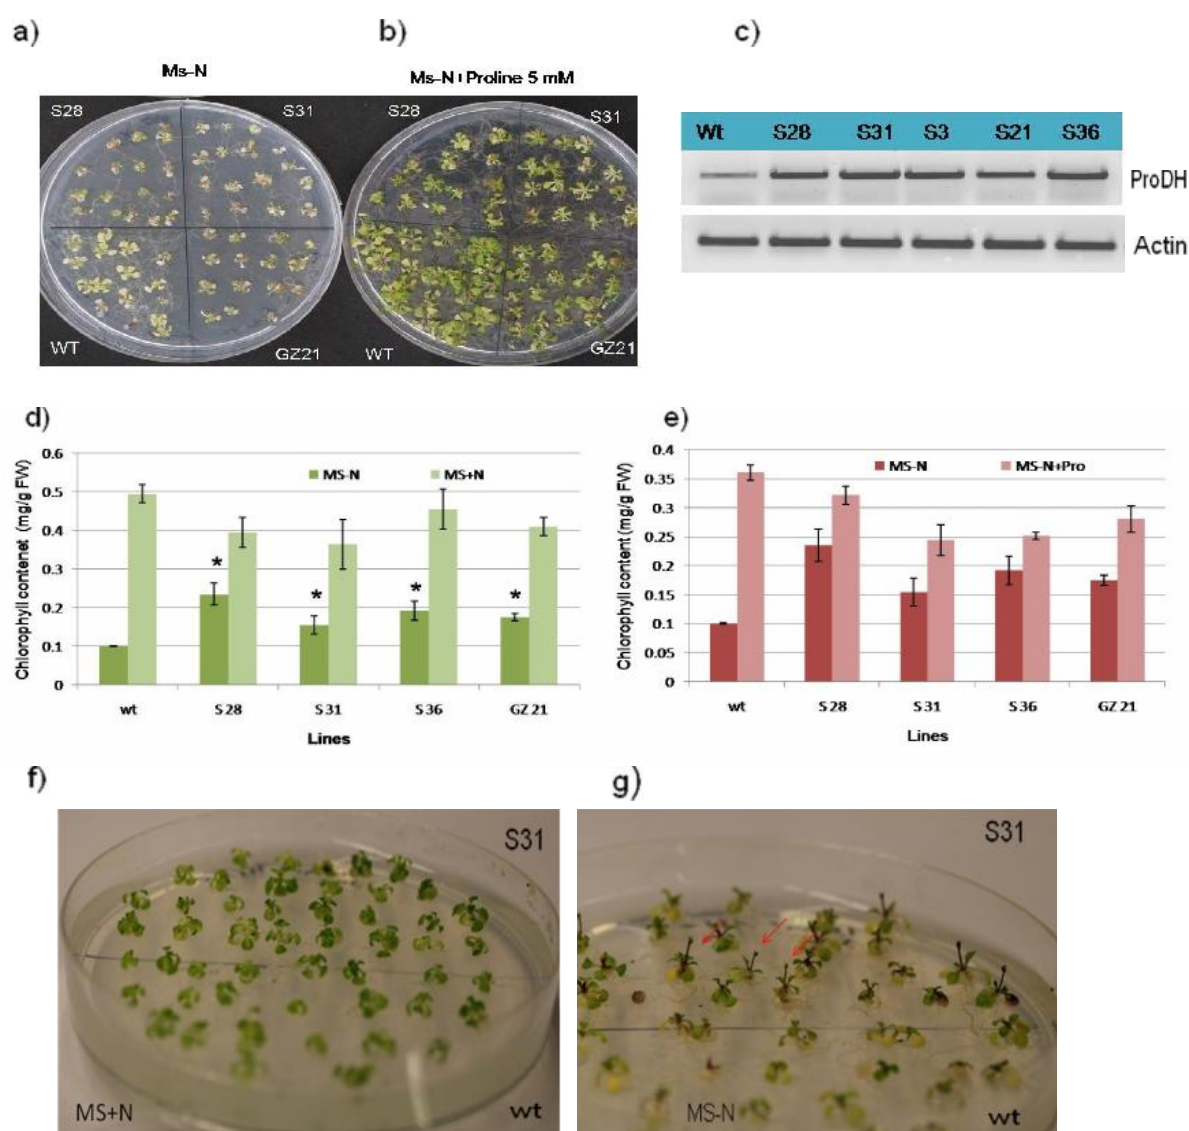 a)
b)
c)
Ms-N
Ms-N+Proline 5 mM
S28
S31
WT
GZ21
S28
S31
WT
GZ21
Wt S28 S31 S3 S21 S36
ProDH
Actin
d)
0.6
0.5
0.4
0.3
0.2
0.1
0
Chlorophyll contenet (mg/g FW)
MS-N
MS+N
*
*
*
*
wt S28 S31 S36 GZ21
Lines
e)
0.4
0.35
0.3
0.25
0.2
0.15
0.1
0.05
0
Chlorophyll content (mg/g FW)
MS-N
MS-N+Pro
wt S28 S31 S36 GZ21
Lines
f)
S31
MS+N
wt
g)
S31
MS-N
wt